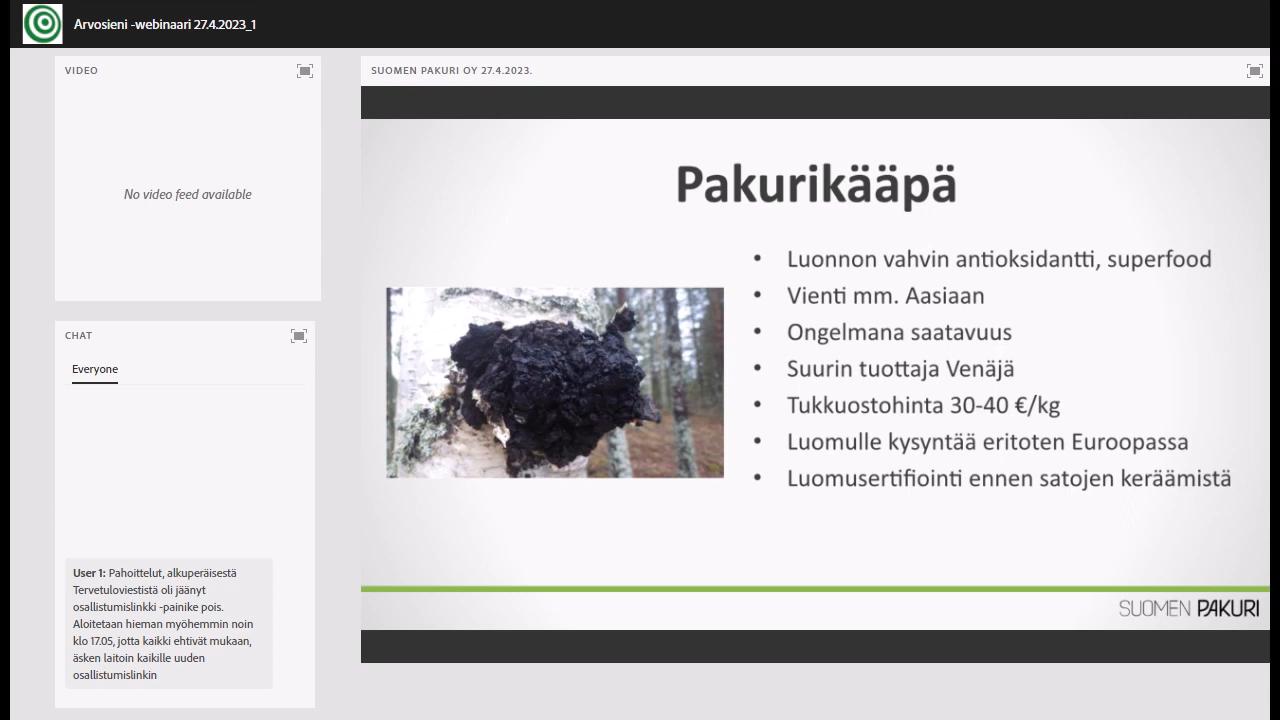 Arvosieni -webinaari 27.4.2023_1
VIDEO
No video feed available
CHAT
Everyone
User 1: Pahoittelut, alkuperäisestä
Tervetuloviestistä oli jäänyt
osallistumislinkki -painike pois.
Aloitetaan hieman myöhemmin noin
klo 17.05, jotta kaikki ehtivät mukaan,
äsken laitoin kaikille uuden
osallistumislinkin
SUOMEN PAKURI OY 27.4.2023.
Pakurikääpä
• Luonnon vahvin antioksidantti, superfood
• Vienti mm. Aasiaan
• Ongelmana saatavuus
• Suurin tuottaja Venäjä
• Tukkuostohinta 30-40 €/kg
• Luomulle kysyntää eritoten Euroopassa
• Luomusertifiointi ennen satojen keräämistä
SUOMEN PAKURI